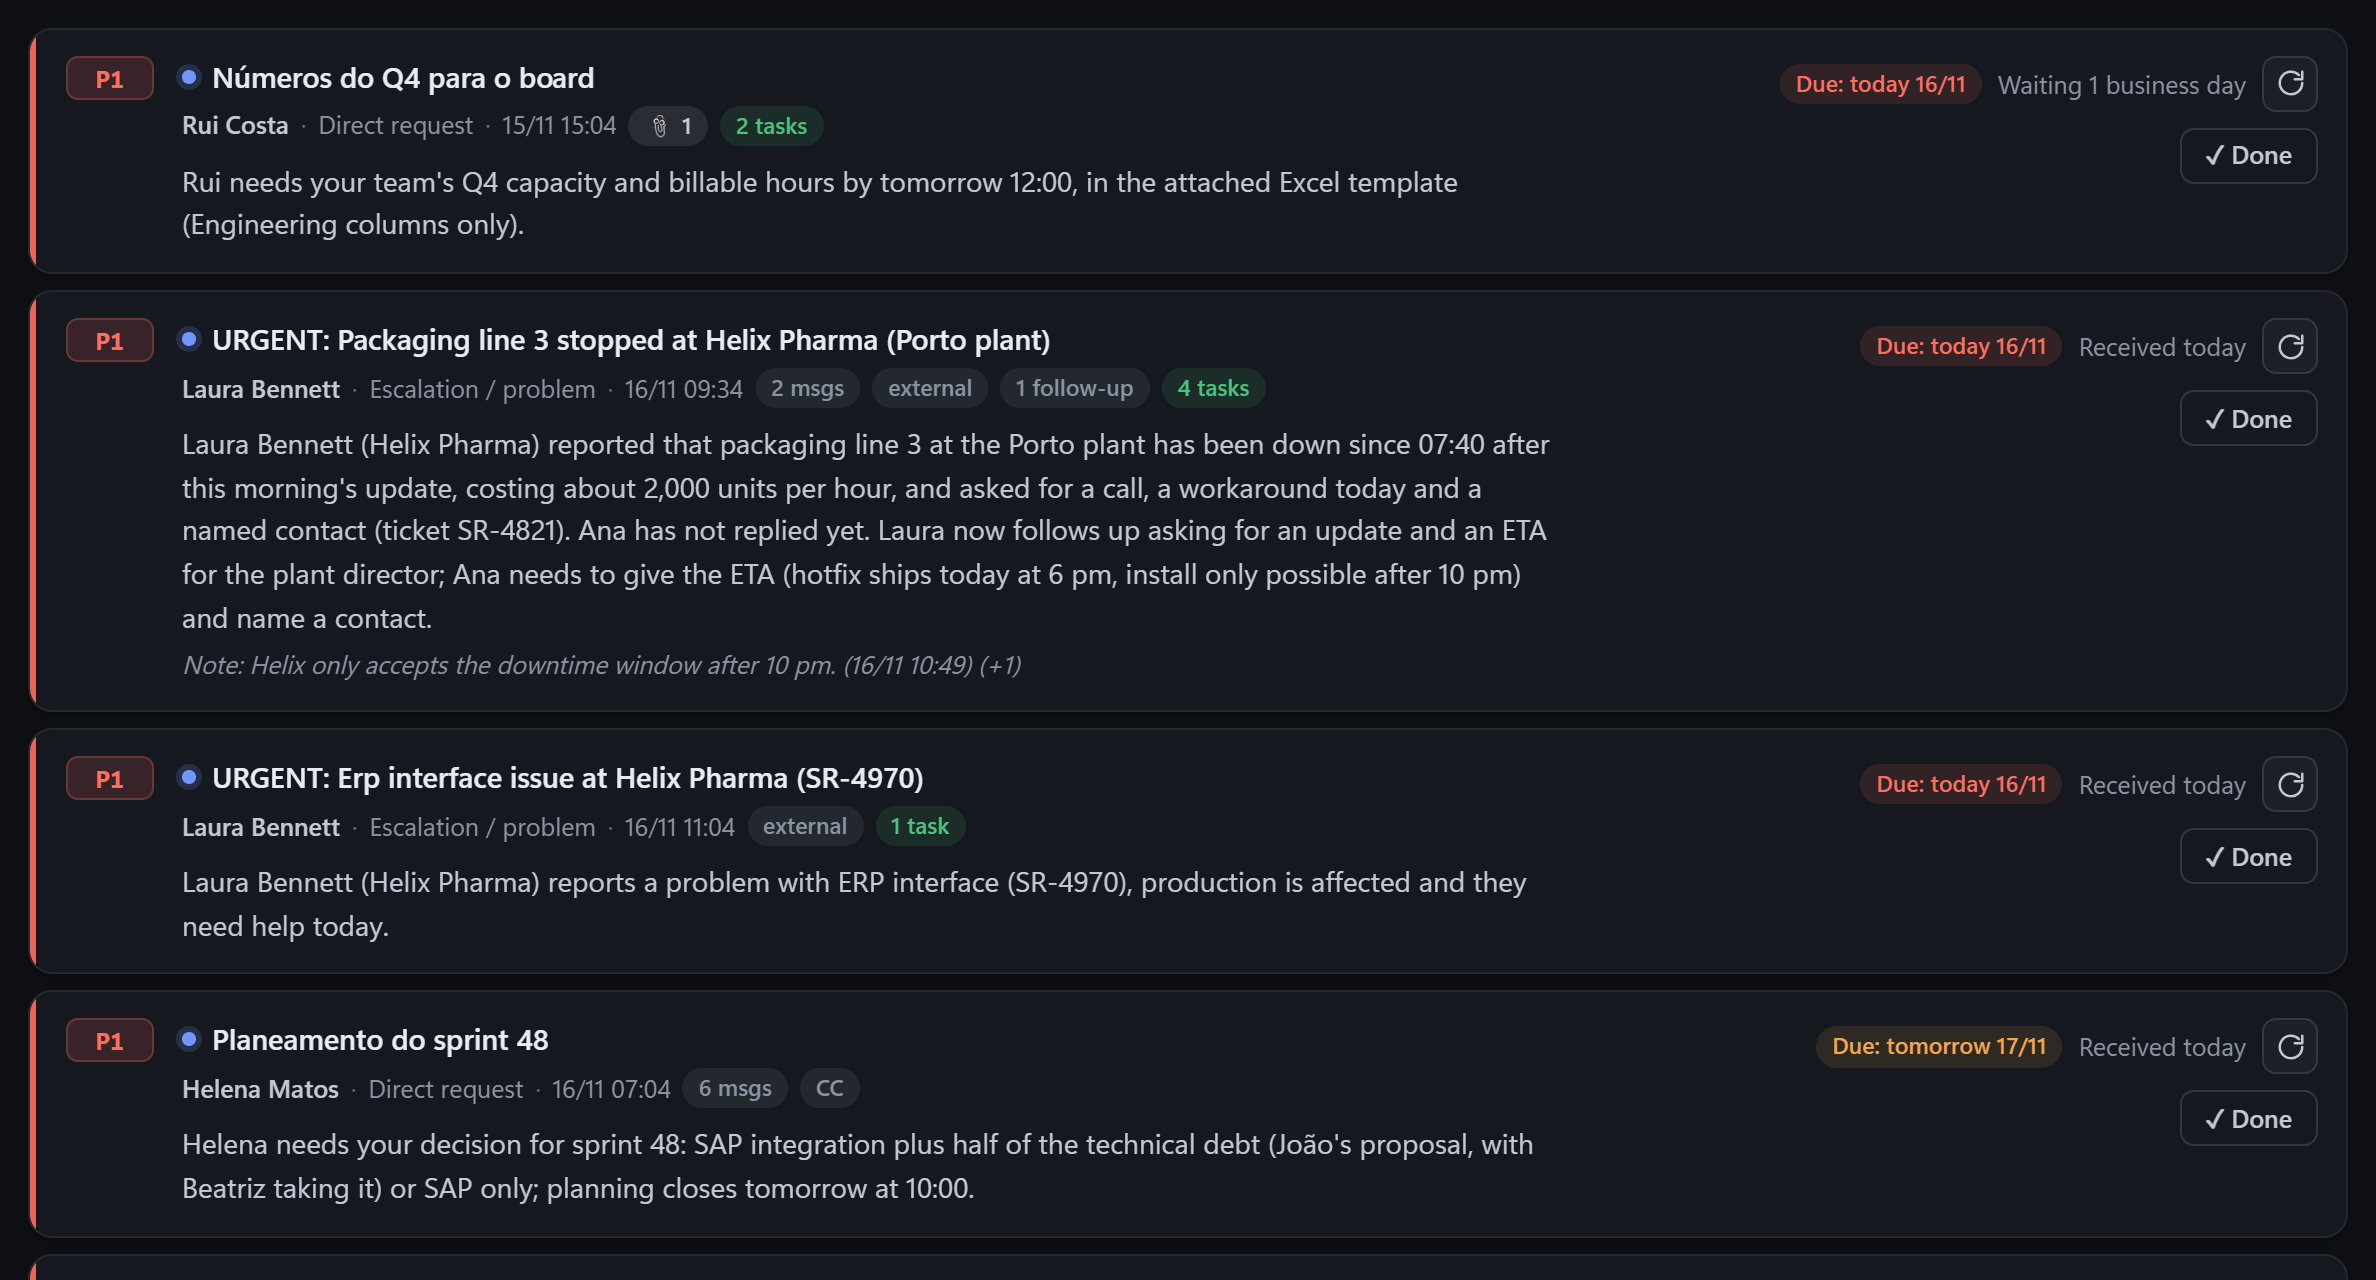 P1 Números do Q4 para o board Due: today 16/11 Waiting 1 business day
Rui Costa · Direct request · 15/11 15:04 1 2 tasks
✓ Done
Rui needs your team's Q4 capacity and billable hours by tomorrow 12:00, in the attached Excel template
(Engineering columns only).
P1 URGENT: Packaging line 3 stopped at Helix Pharma (Porto plant) Due: today 16/11 Received today
Laura Bennett · Escalation / problem · 16/11 09:34 2 msgs external 1 follow-up 4 tasks
✓ Done
Laura Bennett (Helix Pharma) reported that packaging line 3 at the Porto plant has been down since 07:40 after
this morning's update, costing about 2,000 units per hour, and asked for a call, a workaround today and a
named contact (ticket SR-4821). Ana has not replied yet. Laura now follows up asking for an update and an ETA
for the plant director; Ana needs to give the ETA (hotfix ships today at 6 pm, install only possible after 10 pm)
and name a contact.
Note: Helix only accepts the downtime window after 10 pm. (16/11 10:49) (+1)
P1 URGENT: Erp interface issue at Helix Pharma (SR-4970) Due: today 16/11 Received today
Laura Bennett · Escalation / problem · 16/11 11:04 external 1 task
✓ Done
Laura Bennett (Helix Pharma) reports a problem with ERP interface (SR-4970), production is affected and they
need help today.
P1 Planeamento do sprint 48 Due: tomorrow 17/11 Received today
Helena Matos · Direct request · 16/11 07:04 6 msgs CC
✓ Done
Helena needs your decision for sprint 48: SAP integration plus half of the technical debt (João's proposal, with
Beatriz taking it) or SAP only; planning closes tomorrow at 10:00.